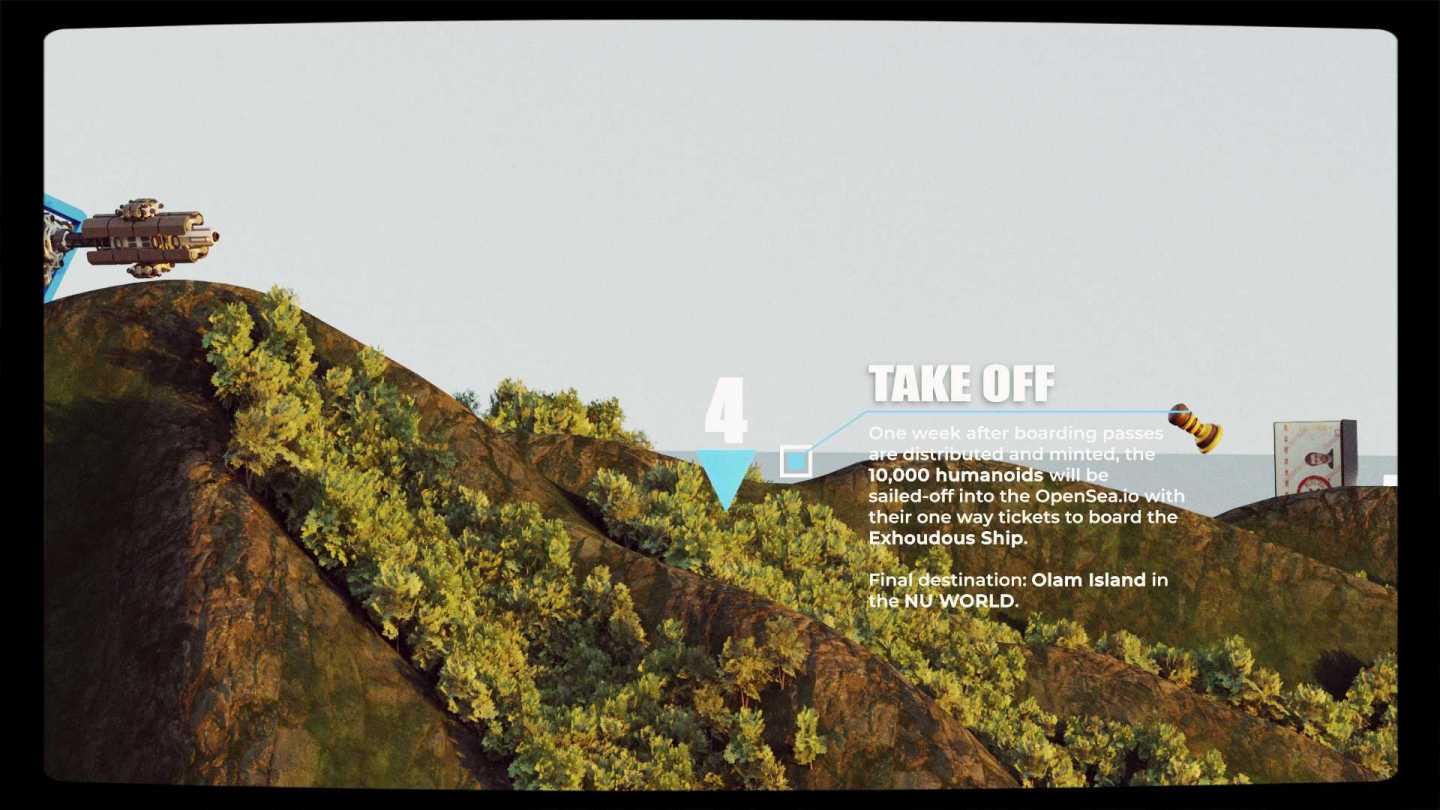 4
TAKE OFF
One week after boarding passes
are distributed and minted, the
10,000 humanoids will be
sailed-off into the OpenSea.io with
their one way tickets to board the
Exhoudous Ship.
Final destination: Olam Island in
the NU WORLD.